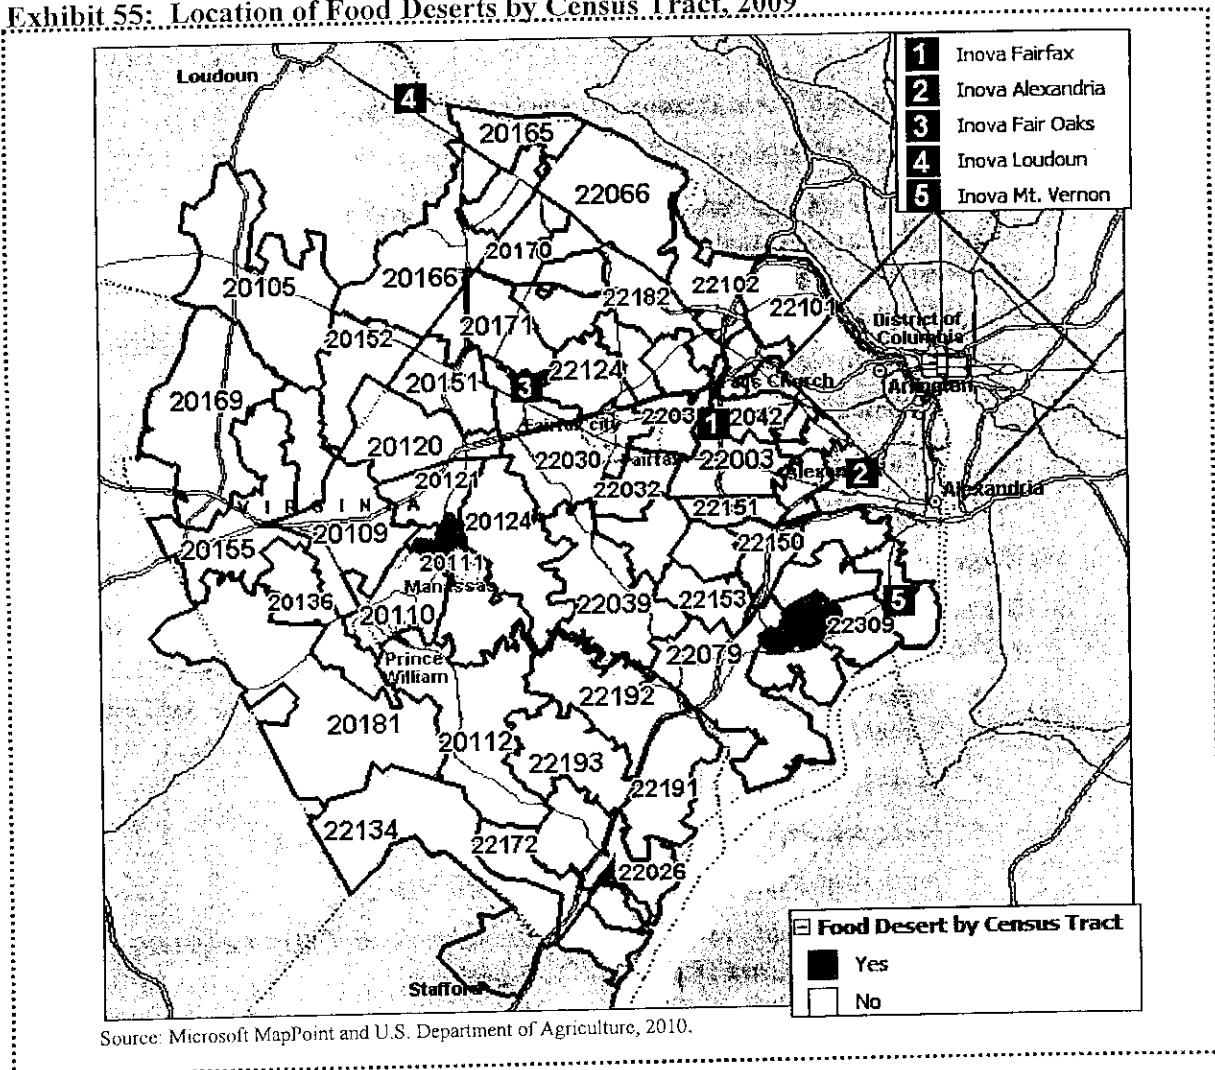 Exhibit 55: Location of Food Deserts by Census Tract, 2009
Loudoun
4
1 Inova Fairfax
2 Inova Alexandria
3 Inova Fair Oaks
4 Inova Loudoun
5 Inova Mt. Vernon
20165
22066
20170
20166
20105
22182
22102
22101
20171
District of
Columbia
20152
22124
20151
3
Falls Church
Arlington
20169
2203
1
2042
Fairfax city
20120
22030
Fairfax
22003
2
20121
22032
Alexandria
22151
VIRGINIA
20124
20109
22150
20155
20111
Manassas
20136
20110
22039
22153
5
22309
22079
Prince
William
22192
20181
20112
22193
22191
22134
22172
22026
Stafford
Food Desert by Census Tract
Yes
No
Source: Microsoft MapPoint and U.S. Department of Agriculture, 2010.